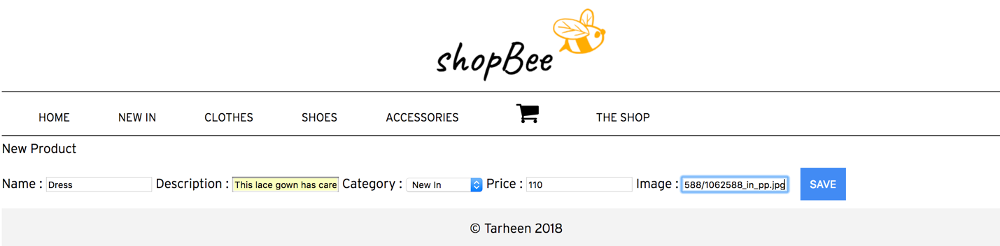 shopBee
HOME NEW IN CLOTHES SHOES ACCESSORIES THE SHOP
New Product
Name : Dress Description : This lace gown has care Category : New In Price : 110 Image : 588/1062588_in_pp.jpg SAVE
© Tarheen 2018